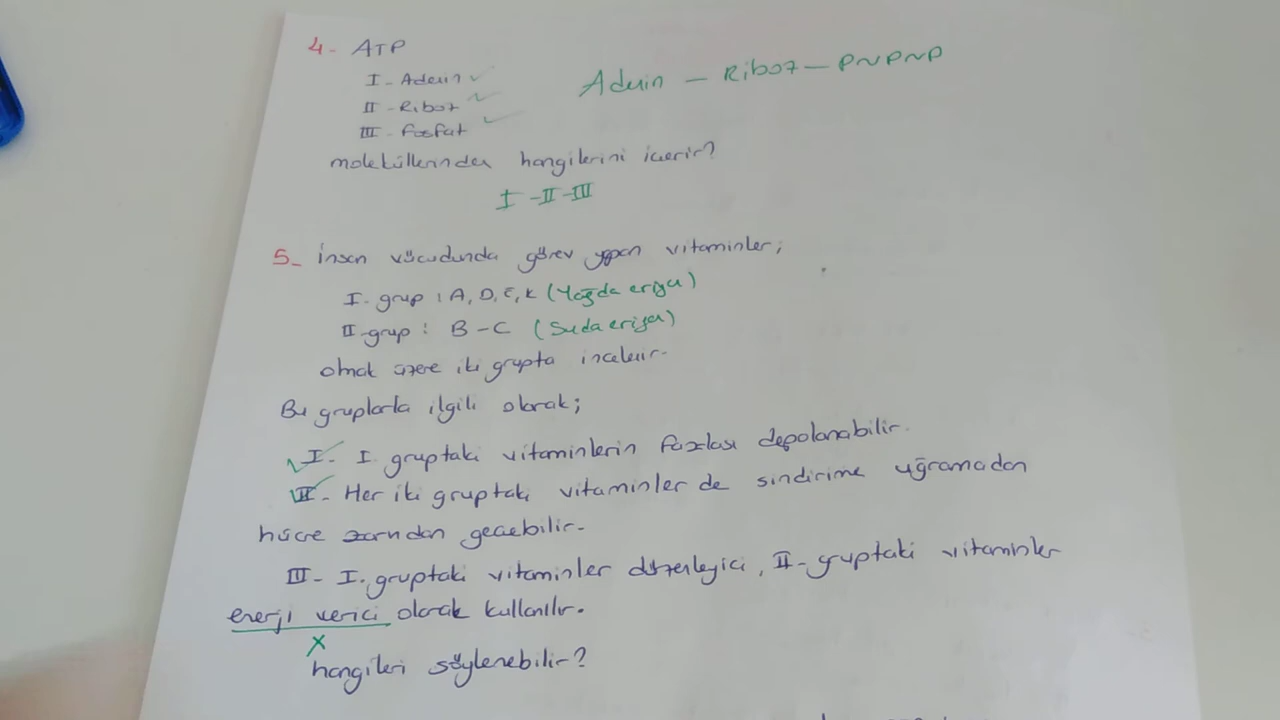 4- ATP
I- Adenin ✓
II- Riboz ✓
III- Fosfat ✓
Adenin - Riboz - P~P~P
moleküllerinden hangilerini içerir?
I-II-III
5- İnsan vücudunda görev yapan vitaminler;
I. grup : A, D, E, K (Yağda eriyen)
II-grup : B-C (Suda eriyen)
olmak üzere iki grupta incelenir.
Bu gruplarla ilgili olarak;
✓ I- I. gruptaki vitaminlerin fazlası depolanabilir.
✓ II- Her iki gruptaki vitaminler de sindirime uğramadan
hücre zarından geçebilir.
III- I. gruptaki vitaminler düzenleyici, II-gruptaki vitaminler
enerji verici olarak kullanılır.
X
hangileri söylenebilir?